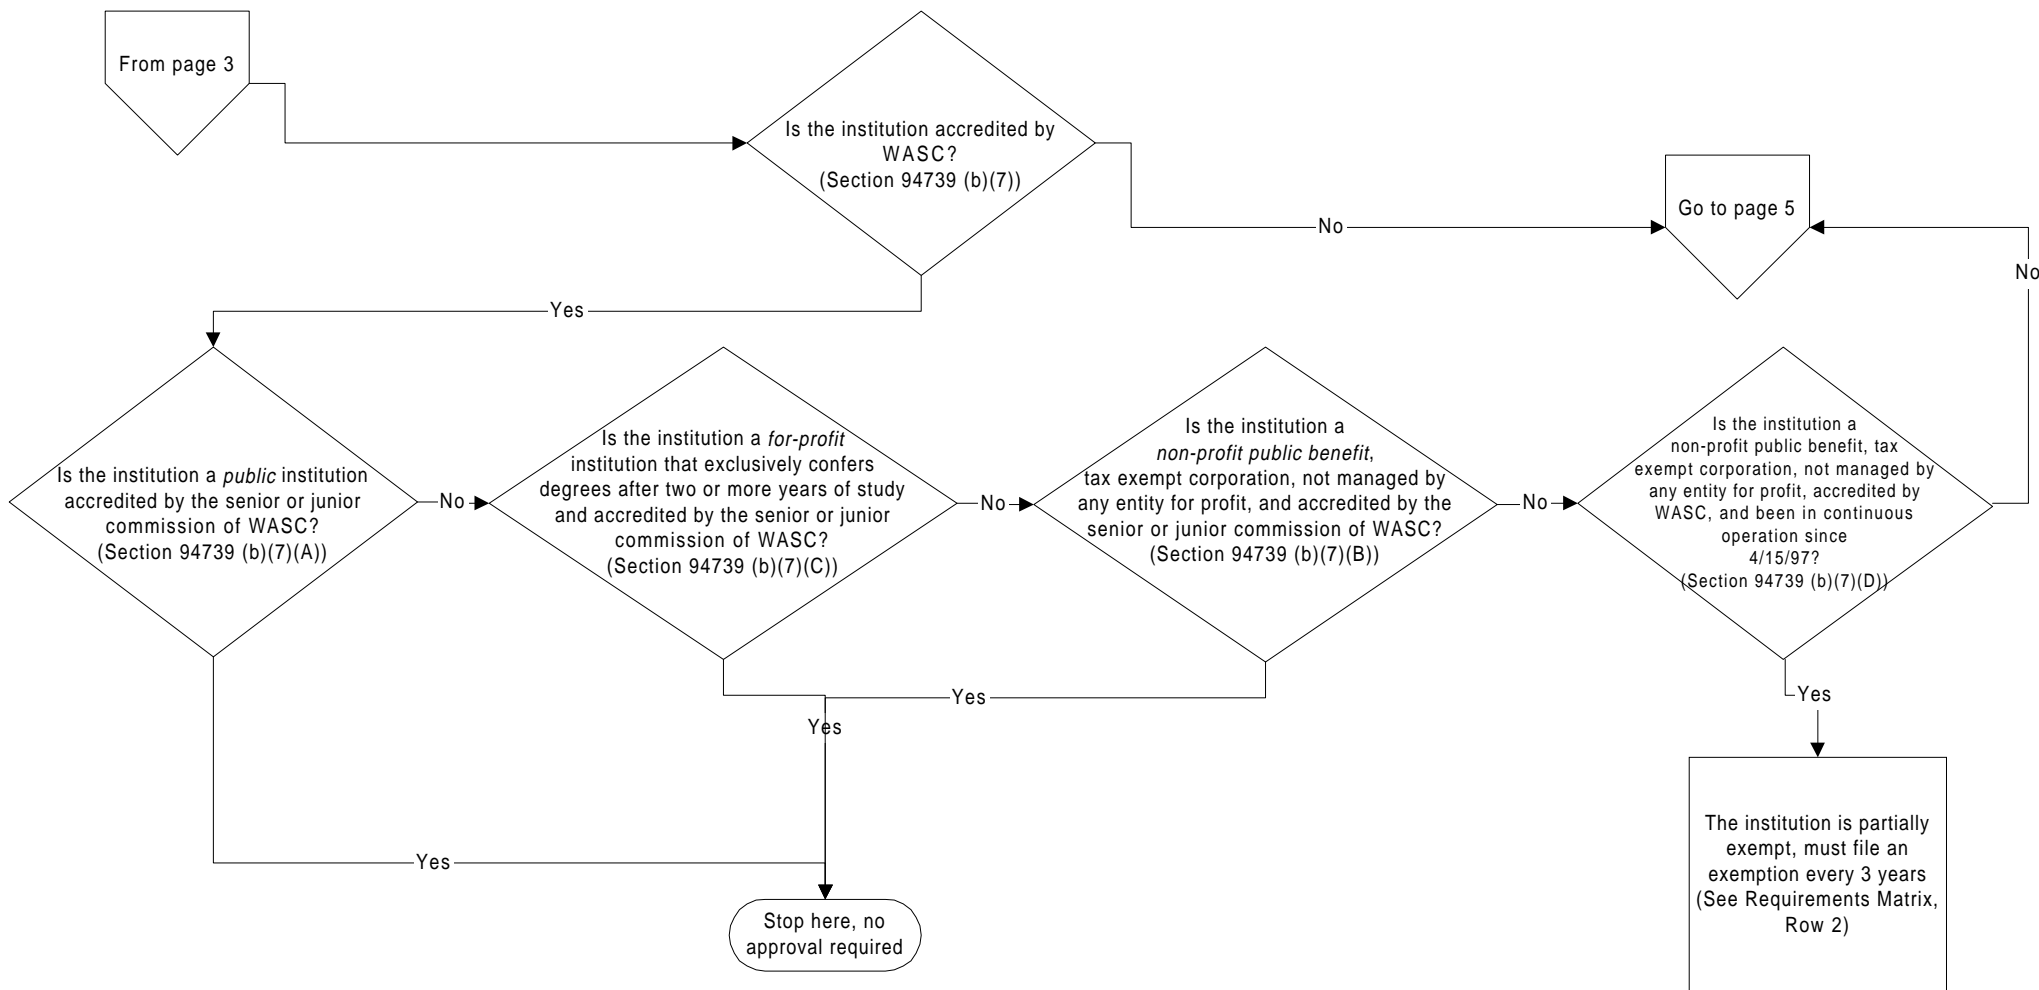 From page 3
Is the institution accredited by
WASC?
(Section 94739 (b)(7))
Go to page 5
No
No
Yes
Is the institution a public institution
accredited by the senior or junior
commission of WASC?
(Section 94739 (b)(7)(A))
No
Is the institution a for-profit
institution that exclusively confers
degrees after two or more years of study
and accredited by the senior or junior
commission of WASC?
(Section 94739 (b)(7)(C))
No
Is the institution a
non-profit public benefit,
tax exempt corporation, not managed by
any entity for profit, and accredited by the
senior or junior commission of WASC?
(Section 94739 (b)(7)(B))
No
Is the institution a
non-profit public benefit, tax
exempt corporation, not managed by
any entity for profit, accredited by
WASC, and been in continuous
operation since
4/15/97?
(Section 94739 (b)(7)(D))
Yes
Yes
Yes
Yes
The institution is partially
exempt, must file an
exemption every 3 years
(See Requirements Matrix,
Row 2)
Stop here, no
approval required